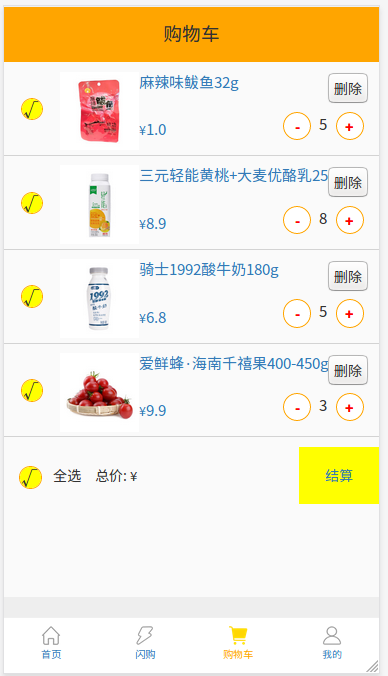 购物车
麻辣味鲅鱼32g
删除
√
¥1.0
- 5 +
三元轻能黄桃+大麦优酪乳25
删除
√
¥8.9
- 8 +
骑士1992酸牛奶180g
删除
√
1992
¥6.8
- 5 +
爱鲜蜂·海南千禧果400-450g
删除
√
¥9.9
- 3 +
√ 全选 总价: ¥ 结算
首页 闪购 购物车 我的